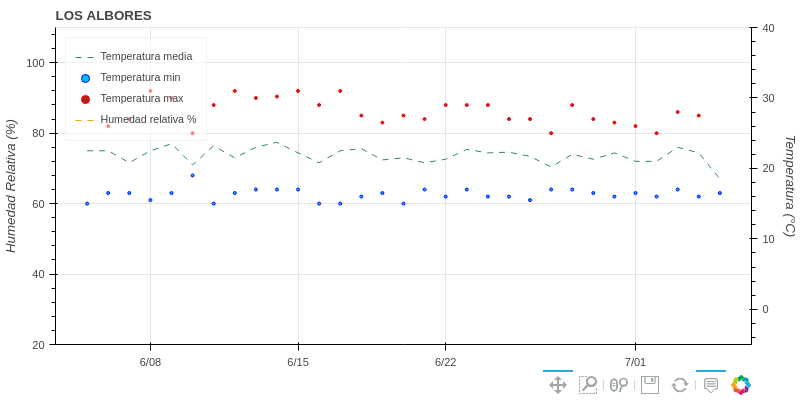 LOS ALBORES
Temperatura media
Temperatura min
Temperatura max
Humedad relativa %
Humedad Relativa (%)
100
80
60
40
20
40
30
20
10
0
Temperatura (°C)
6/08
6/15
6/22
7/01